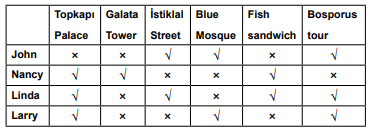 Topkapı Palace Galata Tower İstiklal Street Blue Mosque Fish sandwich Bosporus tour
John × × √ √ × √
Nancy √ √ × × √ ×
Linda √ × √ × × √
Larry √ × × √ × √